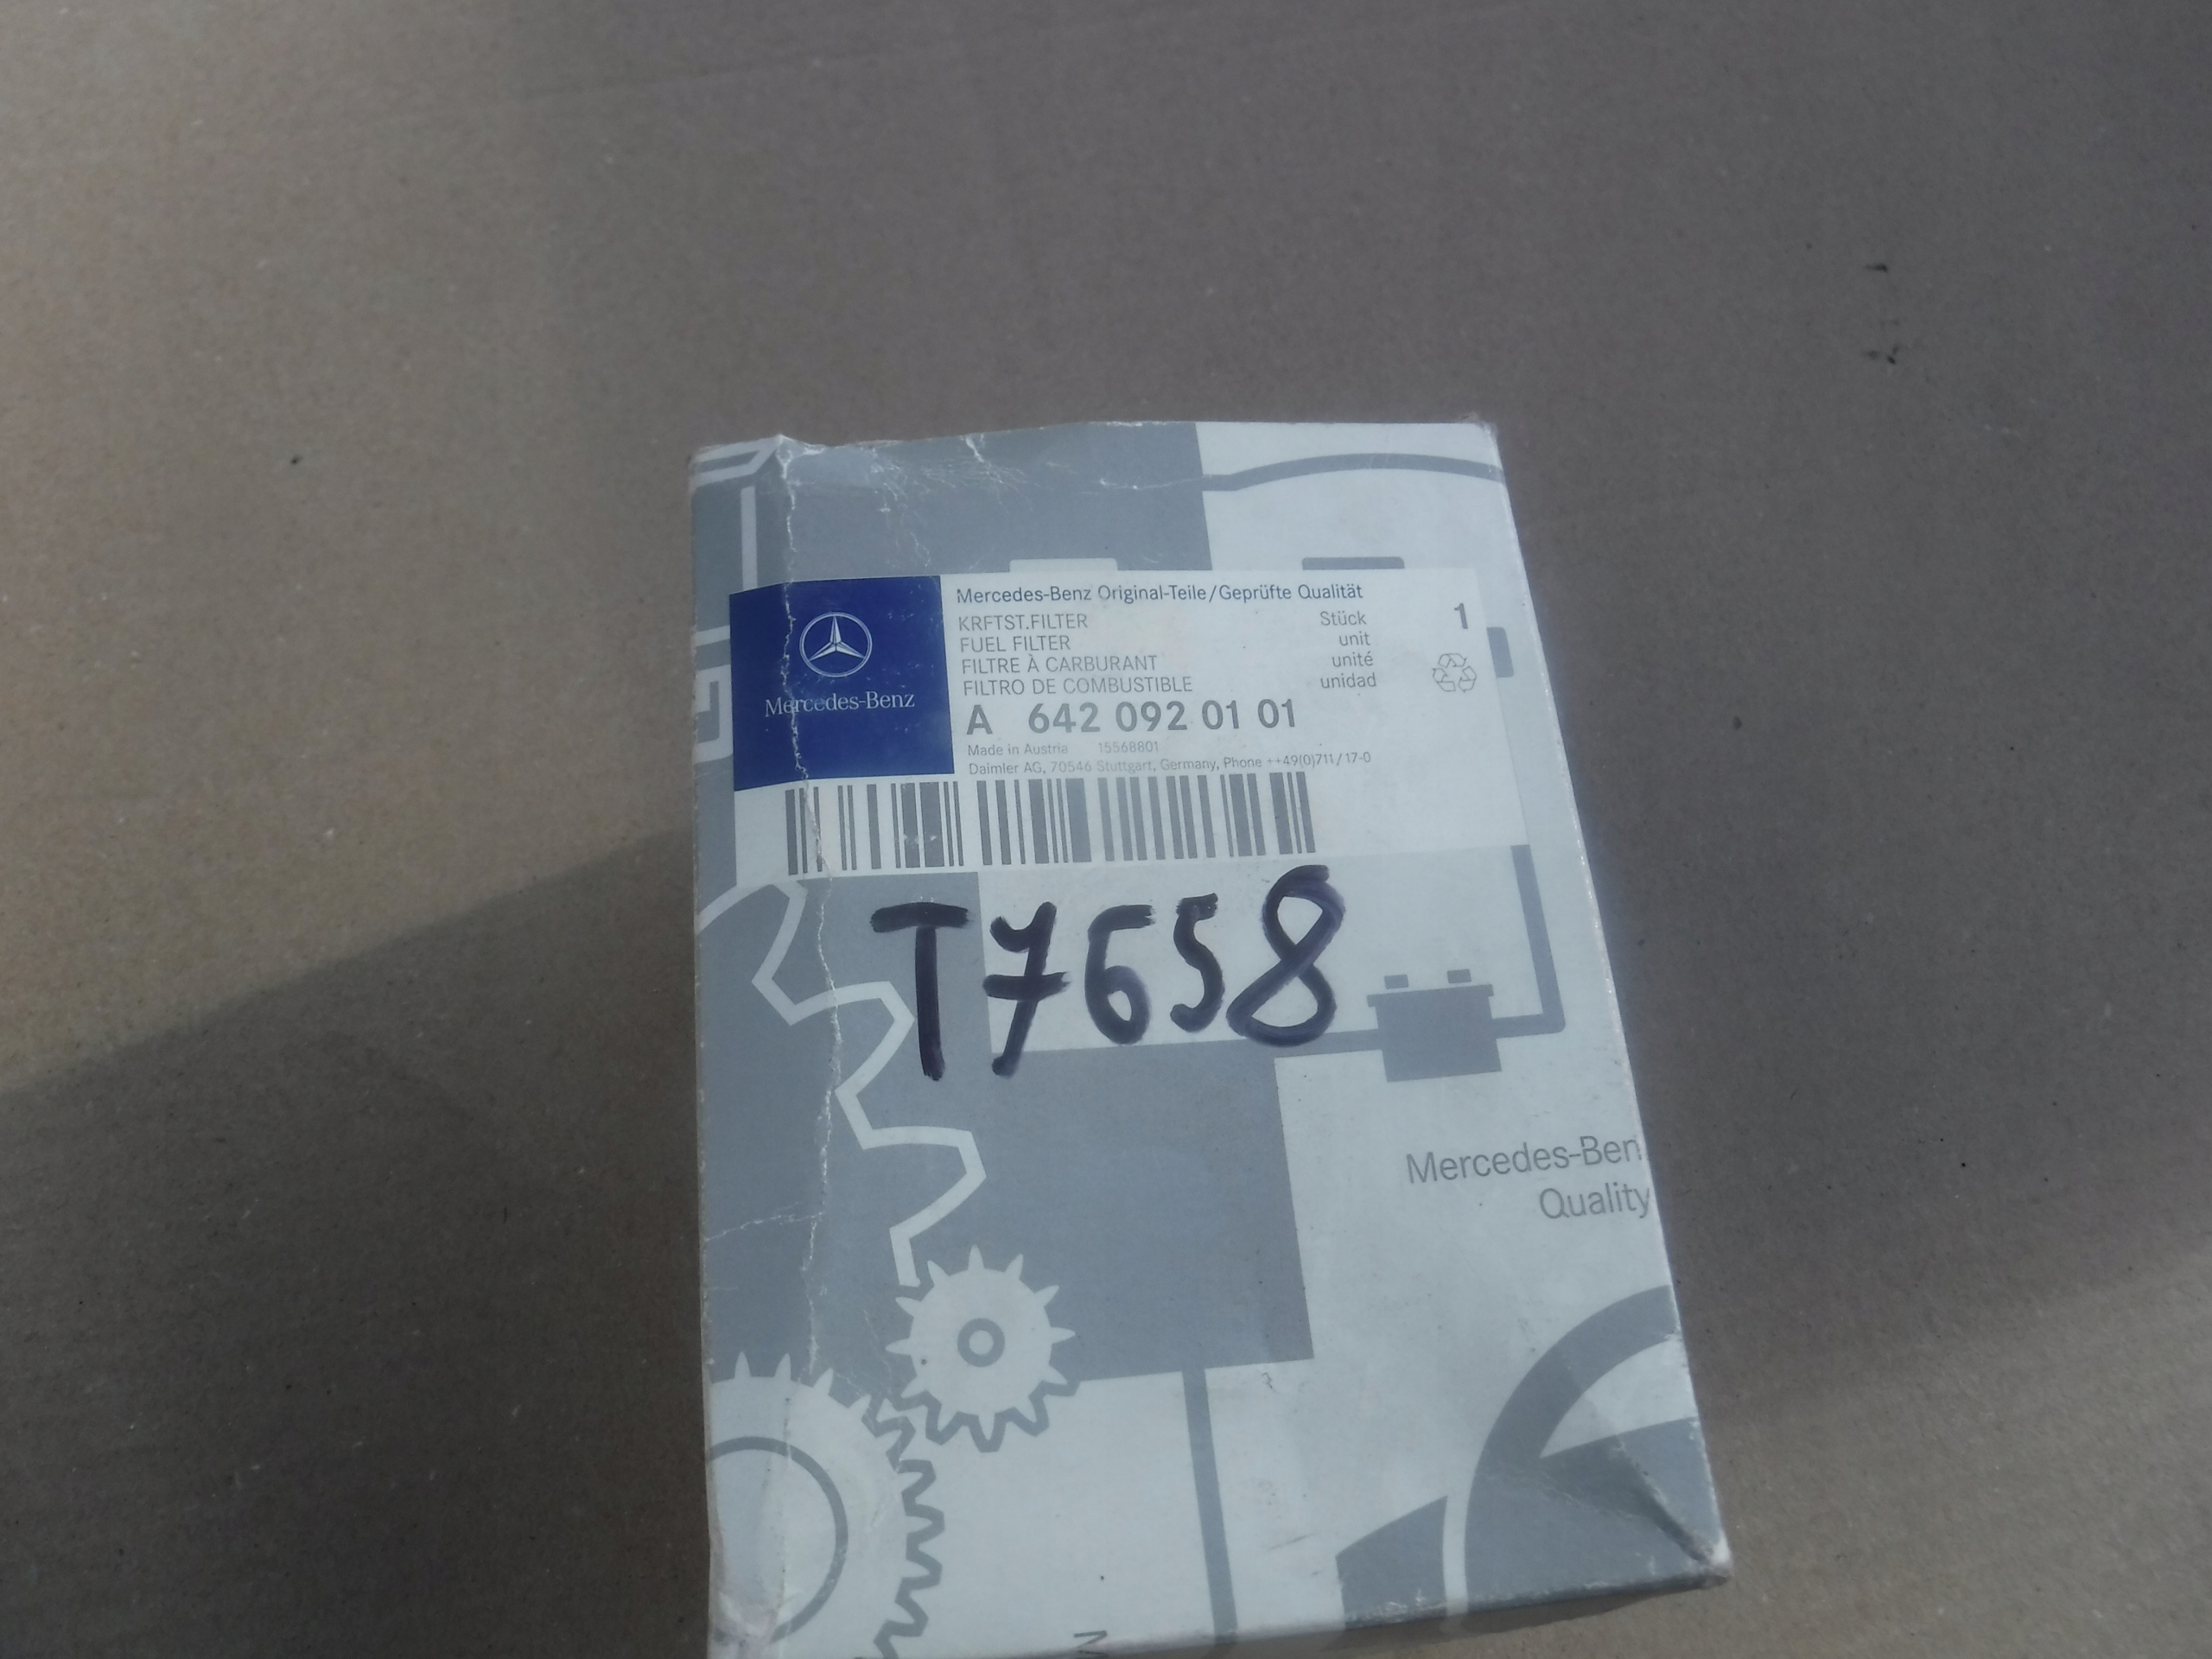 Mercedes-Benz
Mercedes-Benz Original-Teile/Geprüfte Qualität
KRFTST.FILTER Stück 1
FUEL FILTER unit
FILTRE À CARBURANT unité
FILTRO DE COMBUSTIBLE unidad
A 642 092 01 01
Made in Austria 15568801
Daimler AG, 70546 Stuttgart, Germany, Phone ++49(0)711/17-0
T7658
Mercedes-Ben
Quality
M